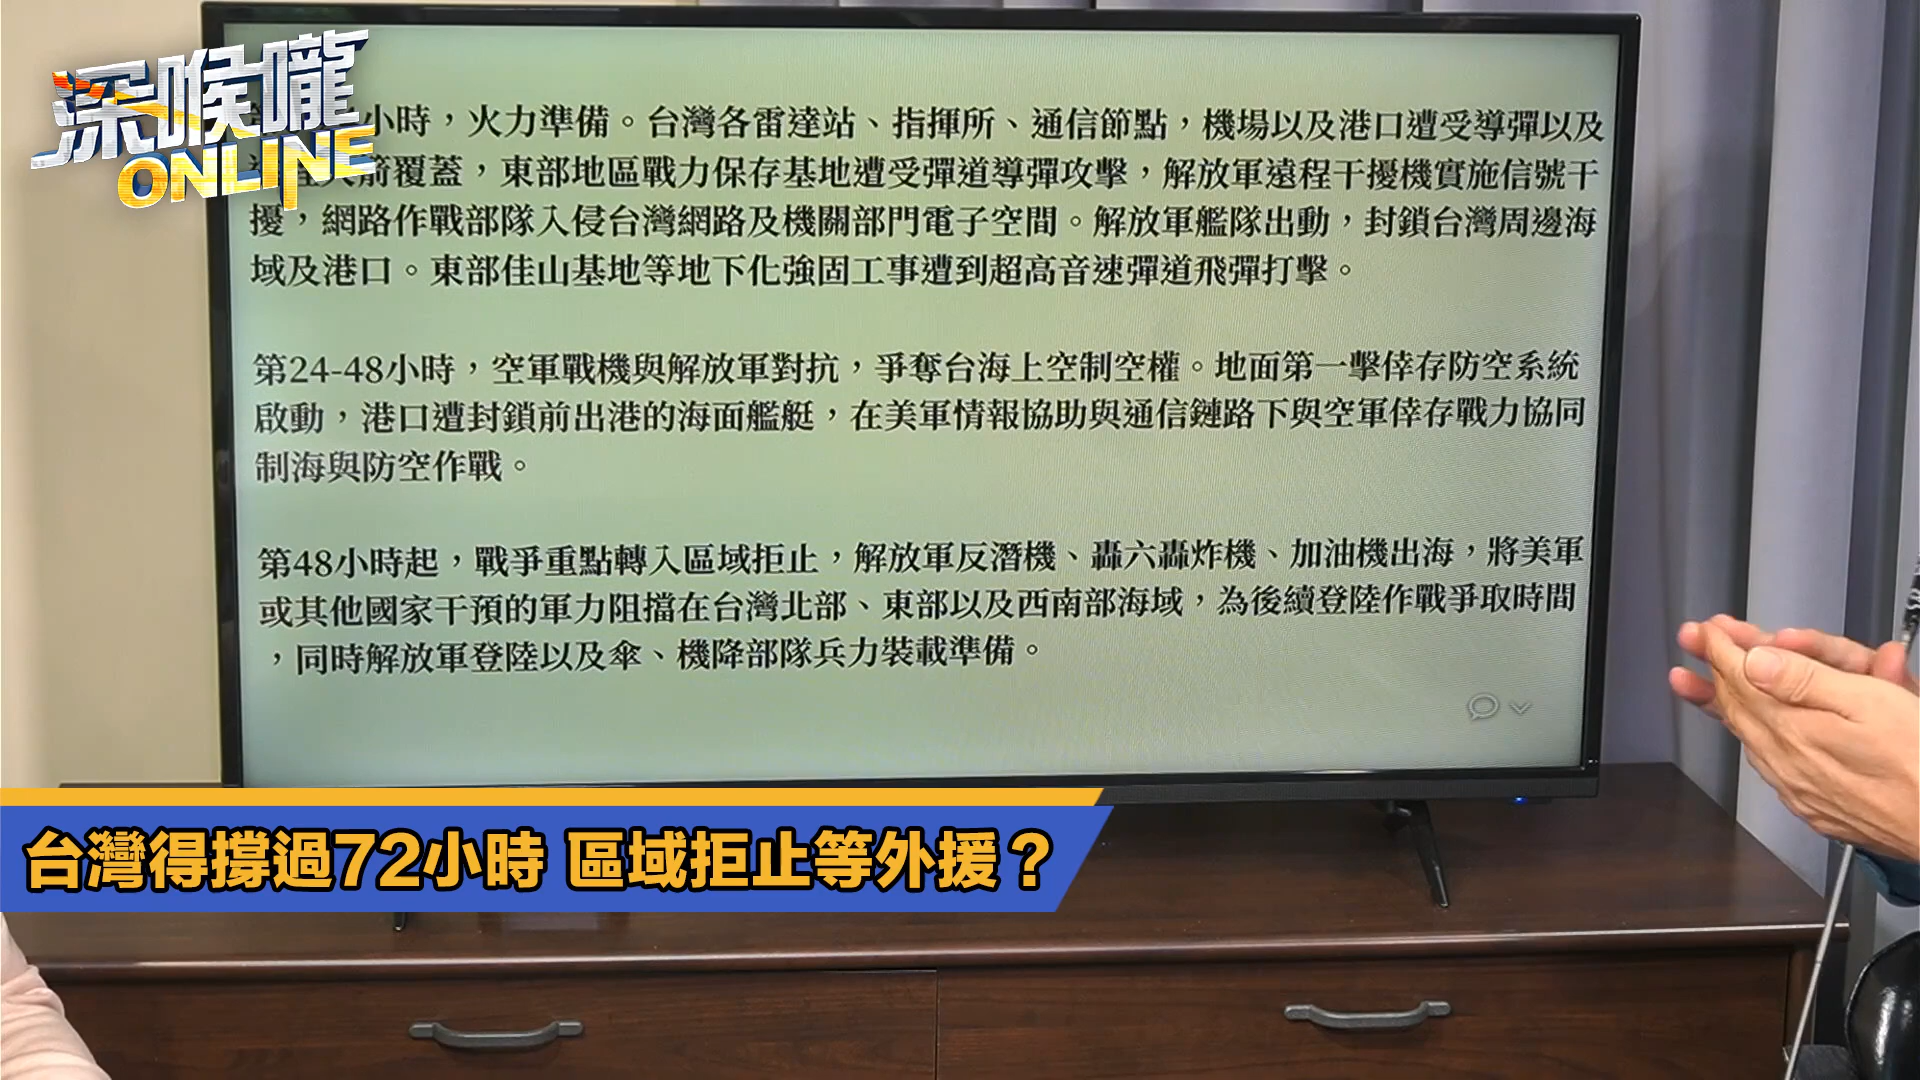 深喉嚨
ONLINE
小時，火力準備。台灣各雷達站、指揮所、通信節點，機場以及港口遭受導彈以及
火箭覆蓋，東部地區戰力保存基地遭受彈道導彈攻擊，解放軍遠程干擾機實施信號干
擾，網路作戰部隊入侵台灣網路及機關部門電子空間。解放軍艦隊出動，封鎖台灣周邊海
域及港口。東部佳山基地等地下化強固工事遭到超高音速彈道飛彈打擊。
第24-48小時，空軍戰機與解放軍對抗，爭奪台海上空制空權。地面第一擊倖存防空系統
啟動，港口遭封鎖前出港的海面艦艇，在美軍情報協助與通信鏈路下與空軍倖存戰力協同
制海與防空作戰。
第48小時起，戰爭重點轉入區域拒止，解放軍反潛機、轟六轟炸機、加油機出海，將美軍
或其他國家干預的軍力阻擋在台灣北部、東部以及西南部海域，為後續登陸作戰爭取時間
，同時解放軍登陸以及傘、機降部隊兵力裝載準備。
台灣得撐過72小時 區域拒止等外援？